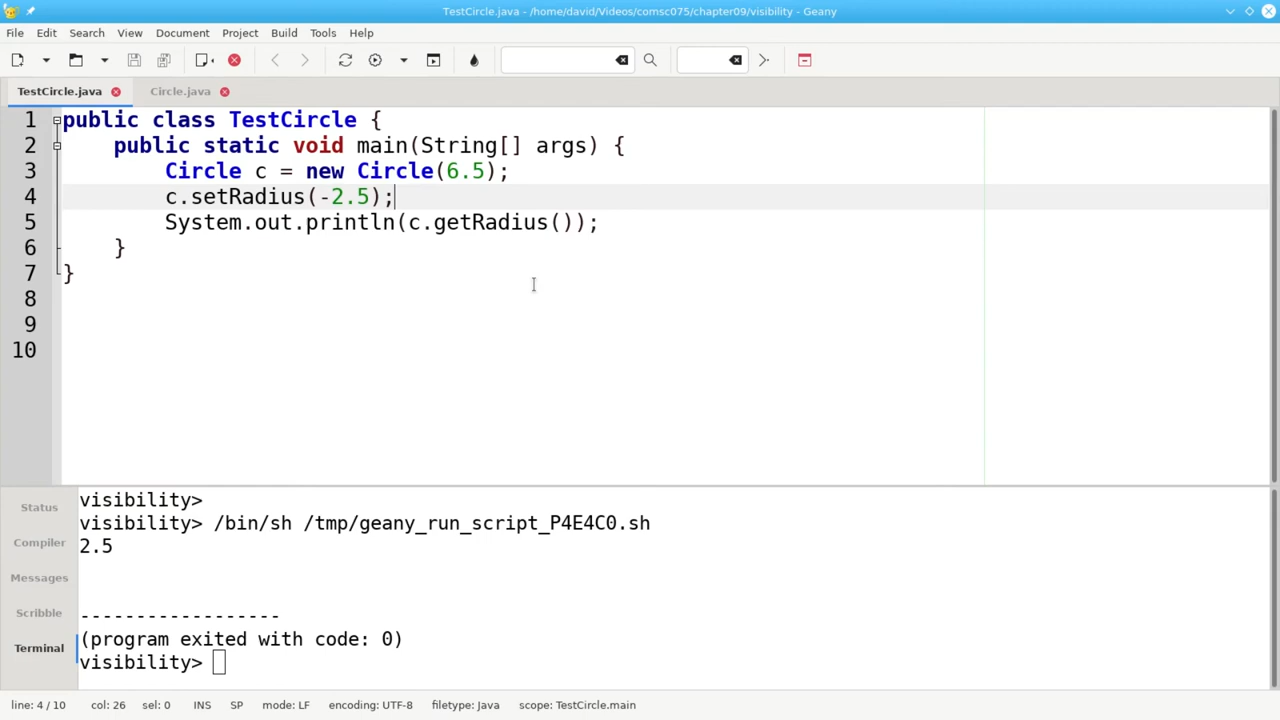 TestCircle.java - /home/david/Videos/comsc075/chapter09/visibility - Geany
File Edit Search View Document Project Build Tools Help
TestCircle.java Circle.java
1 public class TestCircle {
2     public static void main(String[] args) {
3         Circle c = new Circle(6.5);
4         c.setRadius(-2.5);
5         System.out.println(c.getRadius());
6     }
7 }
8
9
10
Status
Compiler
Messages
Scribble
Terminal
visibility>
visibility> /bin/sh /tmp/geany_run_script_P4E4C0.sh
2.5
------------------
(program exited with code: 0)
visibility>
line: 4 / 10 col: 26 sel: 0 INS SP mode: LF encoding: UTF-8 filetype: Java scope: TestCircle.main